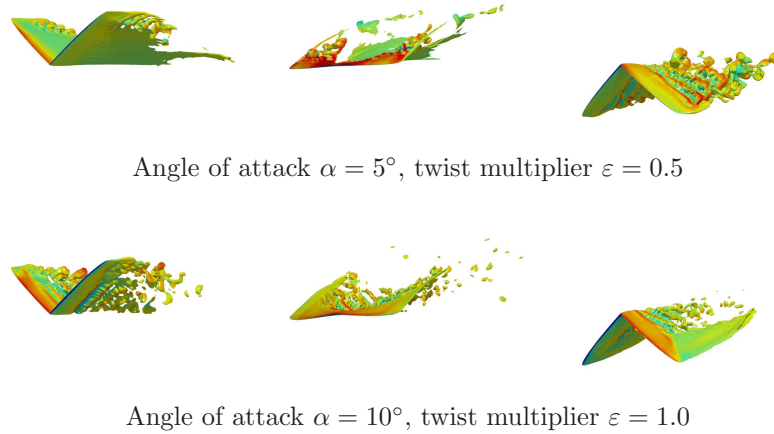 Angle of attack α = 5°, twist multiplier ε = 0.5
Angle of attack α = 10°, twist multiplier ε = 1.0